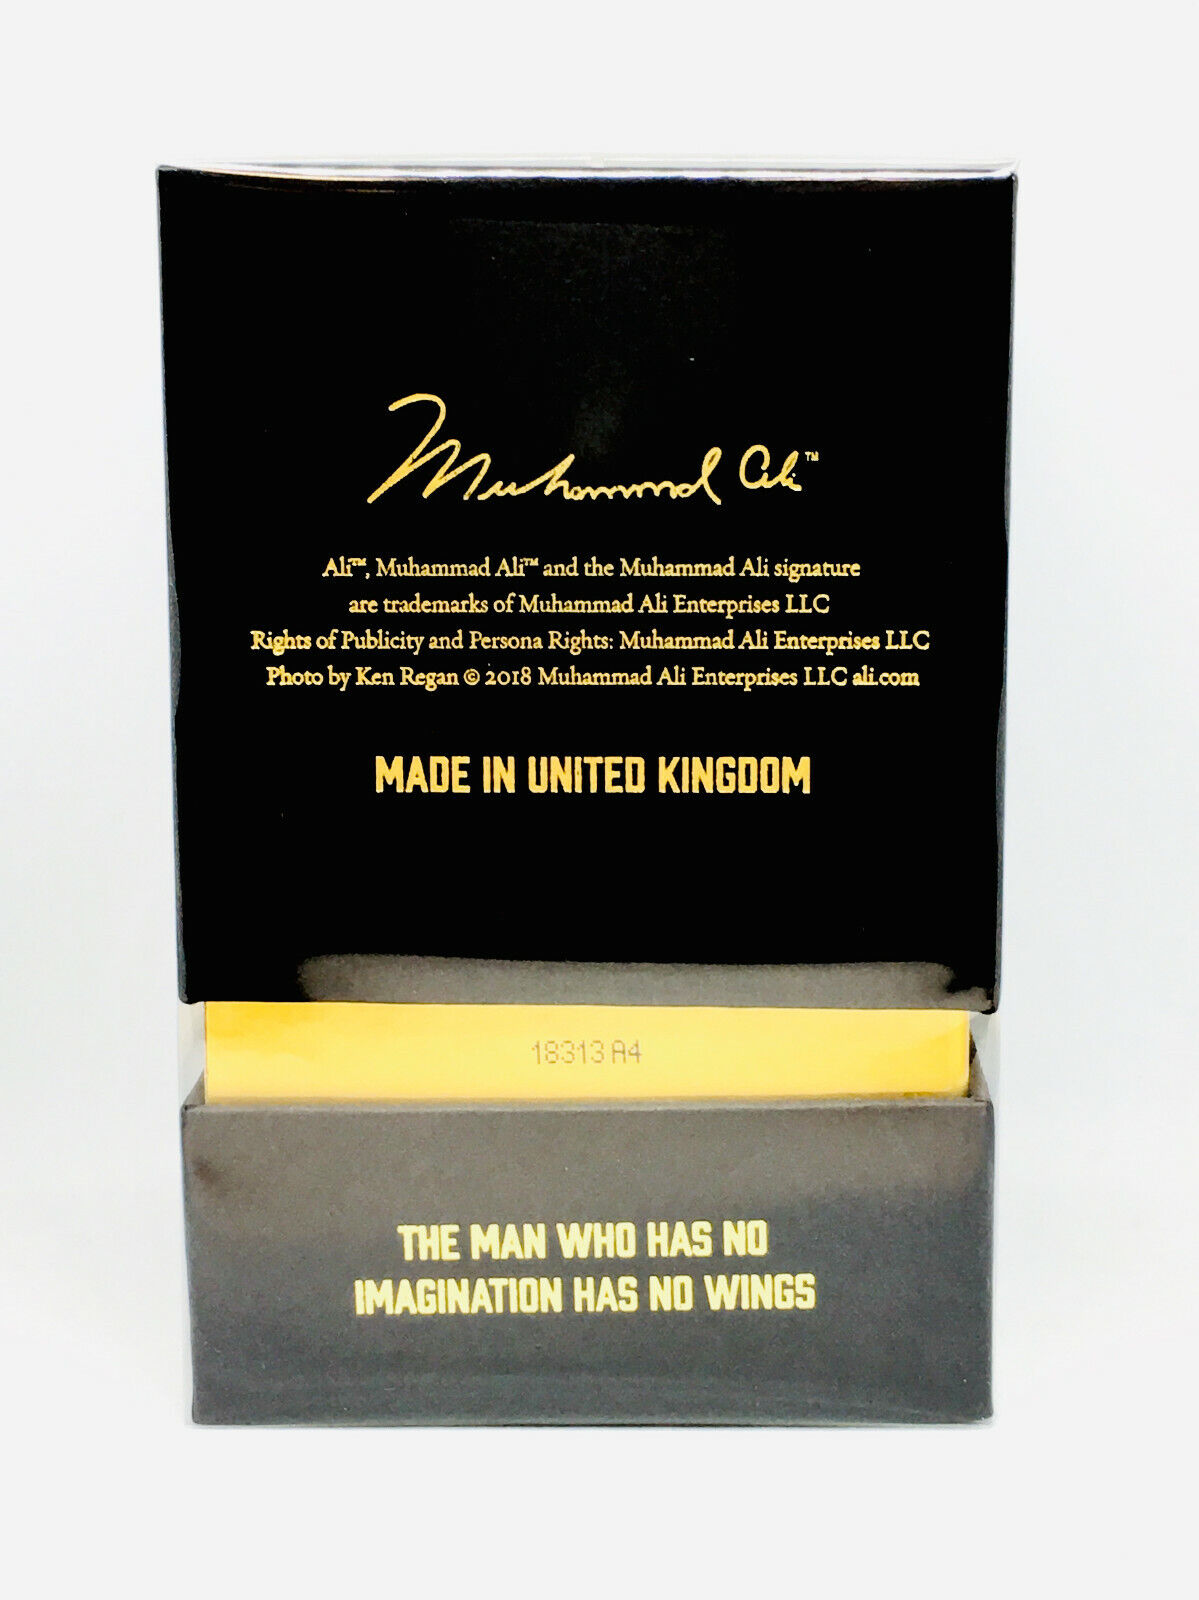 Muhammad Ali™
Ali™, Muhammad Ali™ and the Muhammad Ali signature
are trademarks of Muhammad Ali Enterprises LLC
Rights of Publicity and Persona Rights: Muhammad Ali Enterprises LLC
Photo by Ken Regan © 2018 Muhammad Ali Enterprises LLC ali.com
MADE IN UNITED KINGDOM
18313 A4
THE MAN WHO HAS NO
IMAGINATION HAS NO WINGS